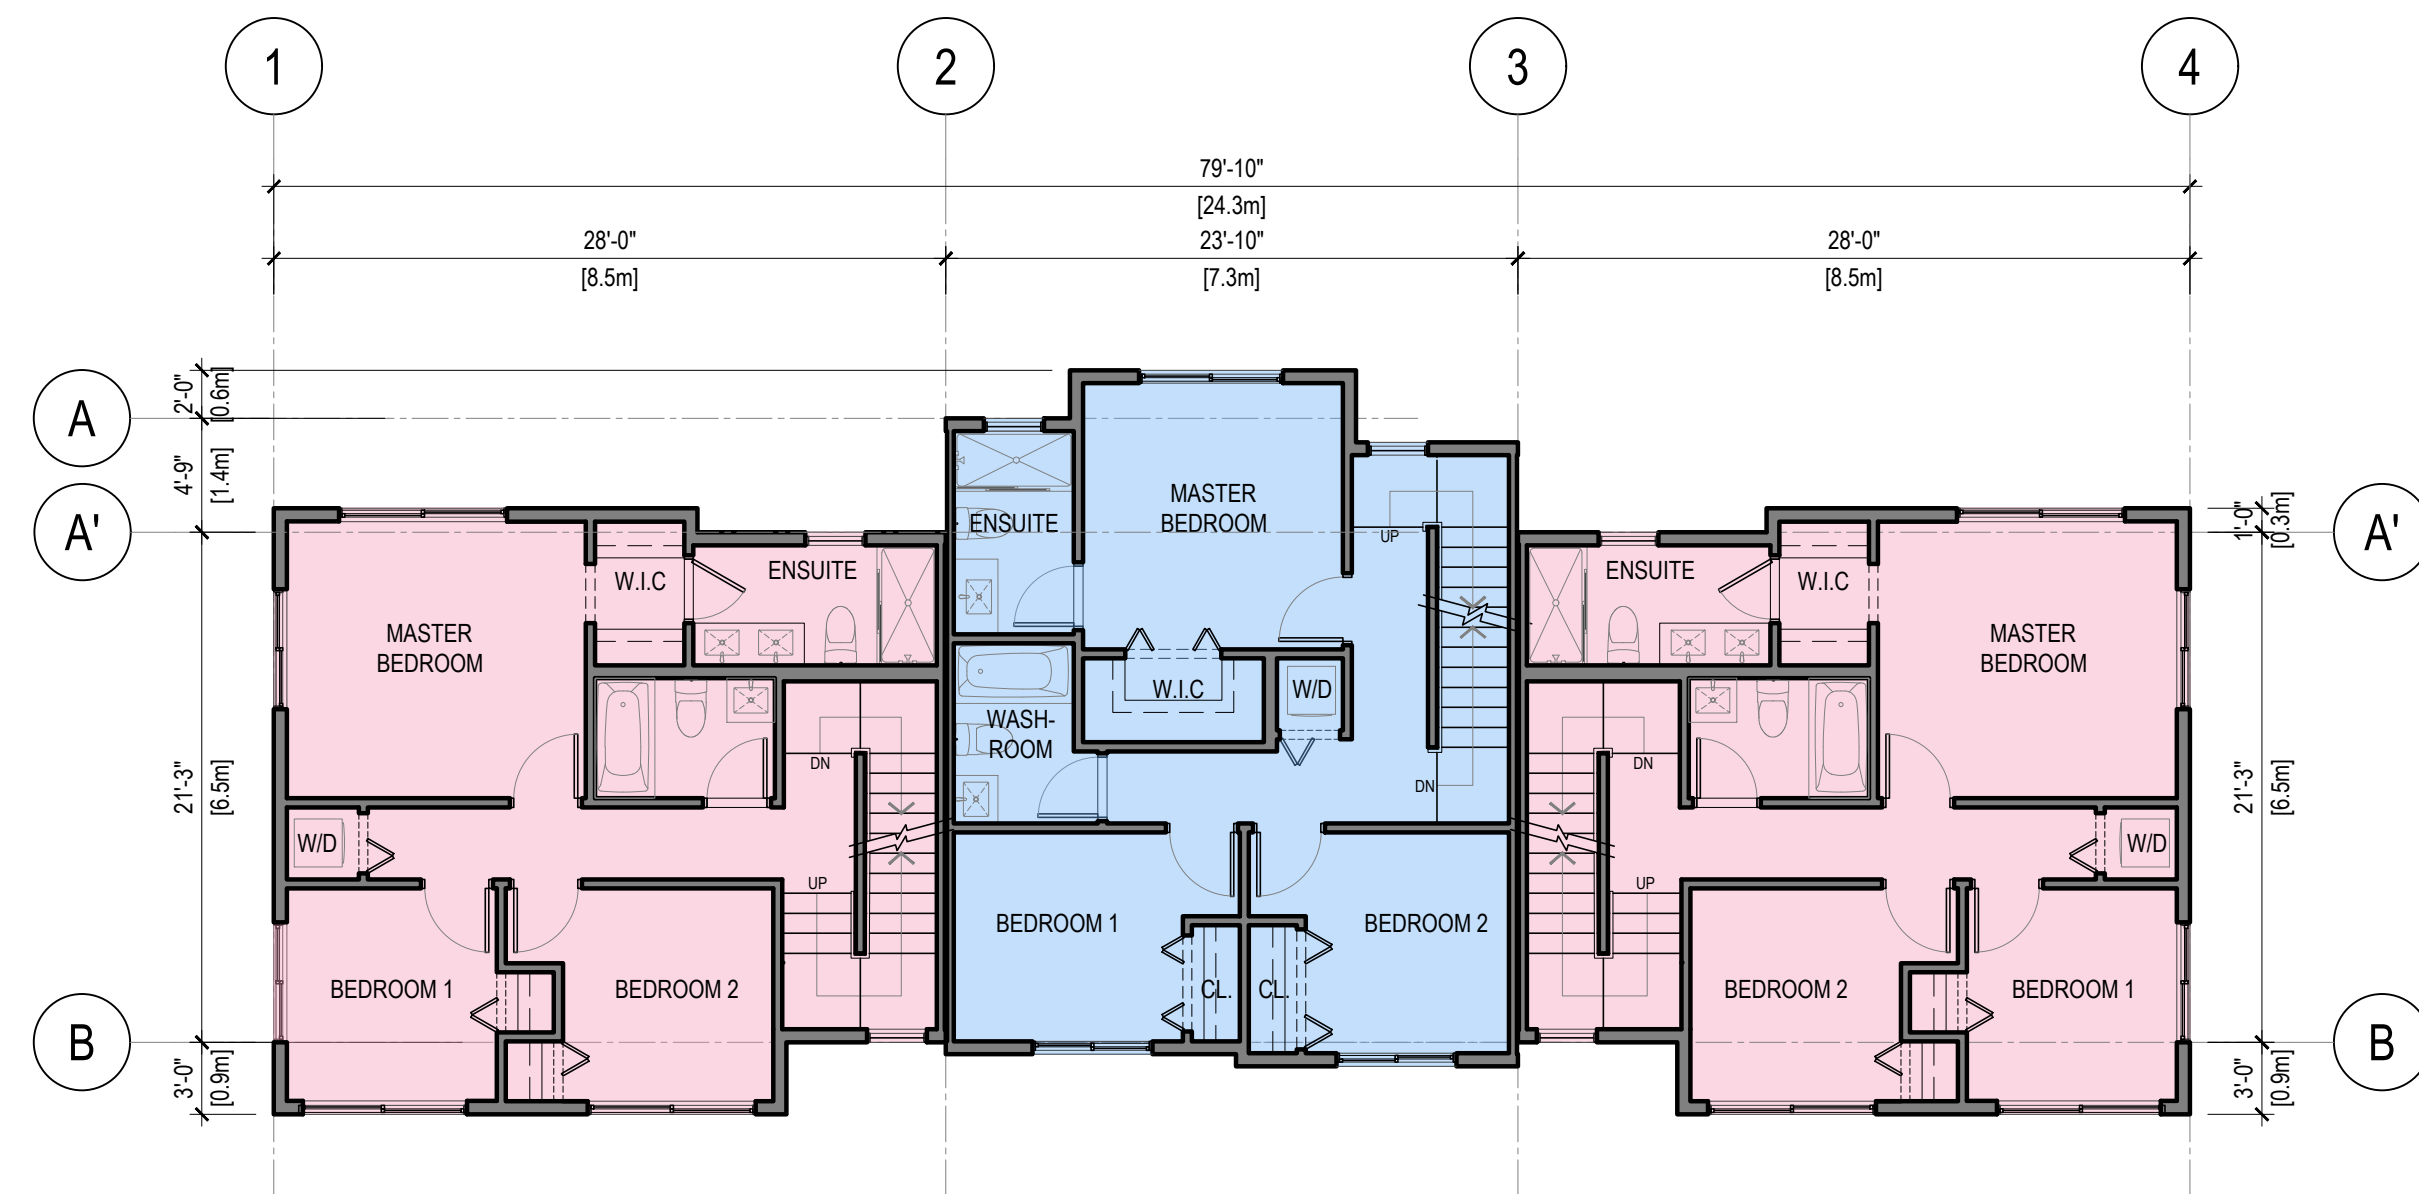 1
2
3
4
79'-10"
[24.3m]
28'-0"
23'-10"
28'-0"
[8.5m]
[7.3m]
[8.5m]
A
2'-0"
[0.6m]
4'-9"
[1.4m]
A'
21'-3"
[6.5m]
B
3'-0"
[0.9m]
MASTER
BEDROOM
W.I.C
ENSUITE
DN
UP
W/D
BEDROOM 1
BEDROOM 2
ENSUITE
MASTER
BEDROOM
UP
W.I.C
W/D
WASH-
ROOM
DN
BEDROOM 1
BEDROOM 2
CL.
CL.
ENSUITE
W.I.C
MASTER
BEDROOM
DN
UP
W/D
BEDROOM 2
BEDROOM 1
1'-0"
[0.3m]
A'
21'-3"
[6.5m]
B
3'-0"
[0.9m]